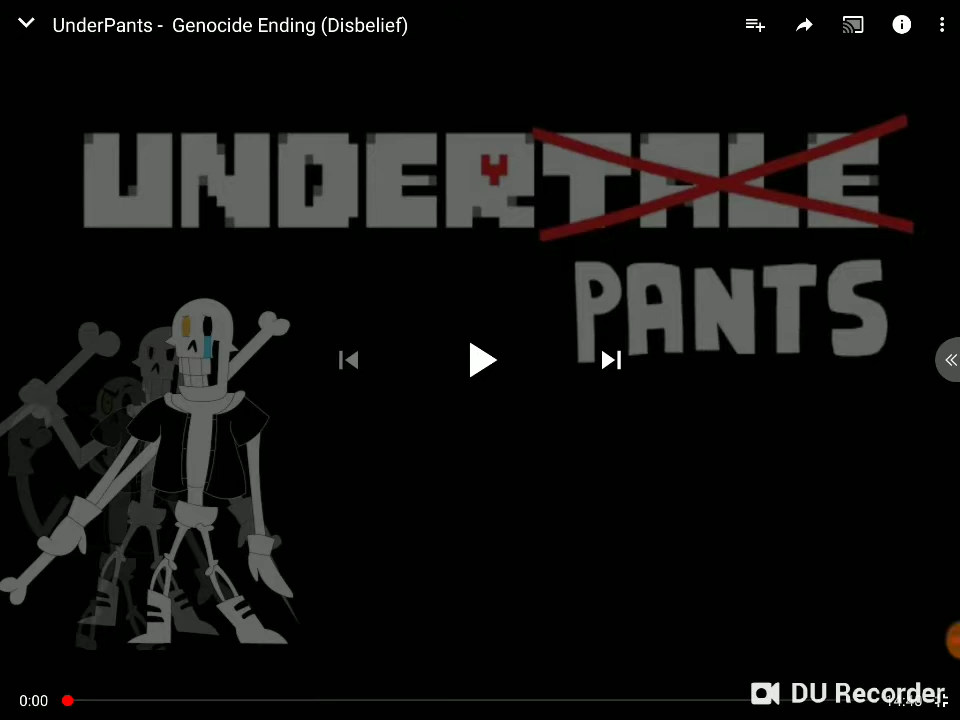 UnderPants - Genocide Ending (Disbelief)
UNDERTALE
PANTS
0:00
DU Recorder